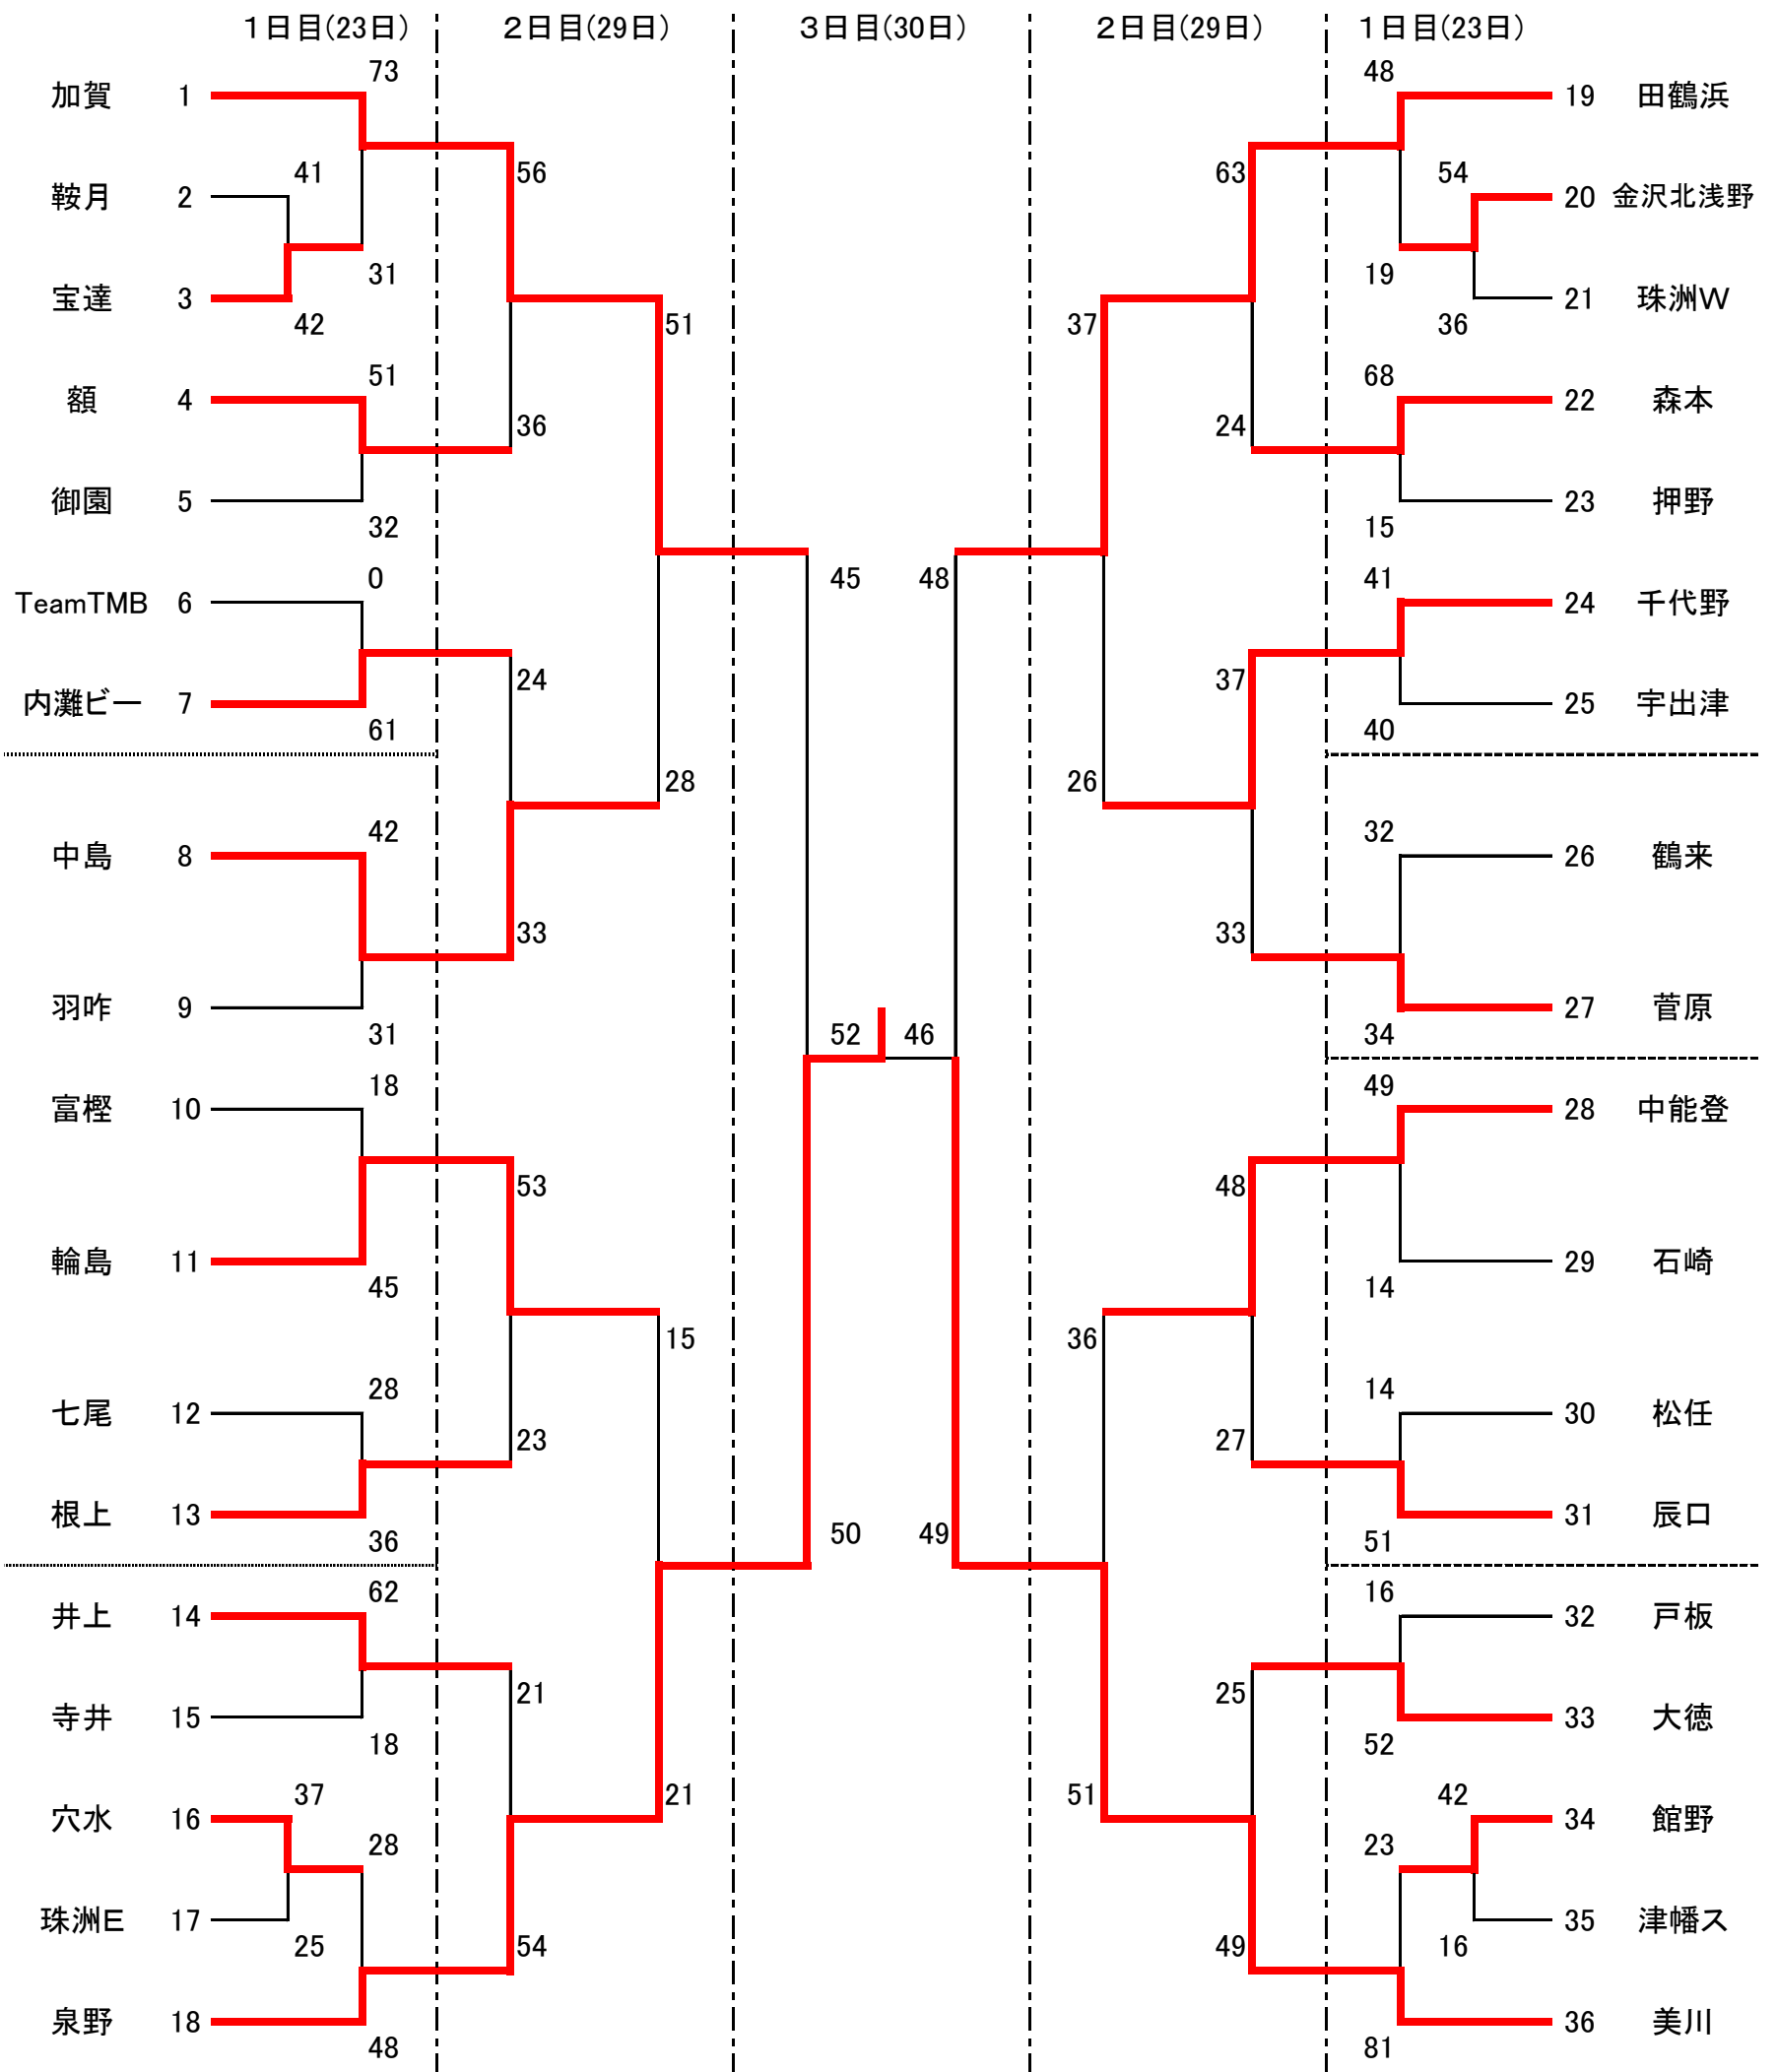 １日目(23日) ２日目(29日) ３日目(30日) ２日目(29日) １日目(23日)
73 48
加賀 1 19 田鶴浜
41 56 63 54
鞍月 2 20 金沢北浅野
31 19
宝達 3 21 珠洲W
42 51 37 36
51 68
額 4 22 森本
36 24
御園 5 23 押野
32 15
0 45 48 41
TeamTMB 6 24 千代野
24 37
内灘ビー 7 25 宇出津
61 40
28 26
42 32
中島 8 26 鶴来
33 33
羽咋 9 27 菅原
31 52 46 34
18 49
富樫 10 28 中能登
53 48
輪島 11 29 石崎
45 14
15 36
28 14
七尾 12 30 松任
23 27
根上 13 31 辰口
36 50 49 51
62 16
井上 14 32 戸板
21 25
寺井 15 33 大徳
18 52
37 21 51 42
穴水 16 34 館野
28 23
珠洲E 17 35 津幡ス
25 54 49 16
泉野 18 36 美川
48 81